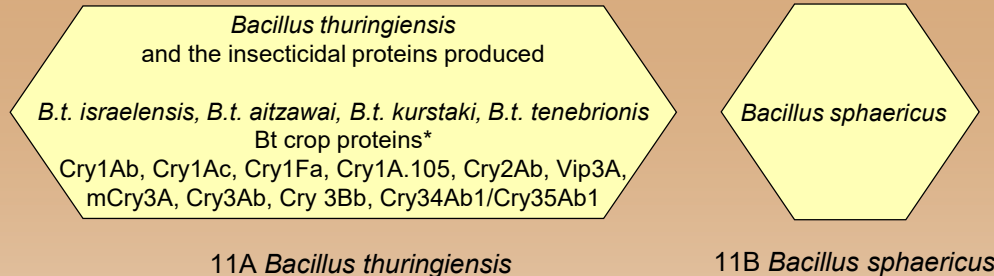 Bacillus thuringiensis
and the insecticidal proteins produced
B.t. israelensis, B.t. aitzawai, B.t. kurstaki, B.t. tenebrionis
Bt crop proteins*
Cry1Ab, Cry1Ac, Cry1Fa, Cry1A.105, Cry2Ab, Vip3A,
mCry3A, Cry3Ab, Cry 3Bb, Cry34Ab1/Cry35Ab1
Bacillus sphaericus
11A Bacillus thuringiensis
11B Bacillus sphaericus